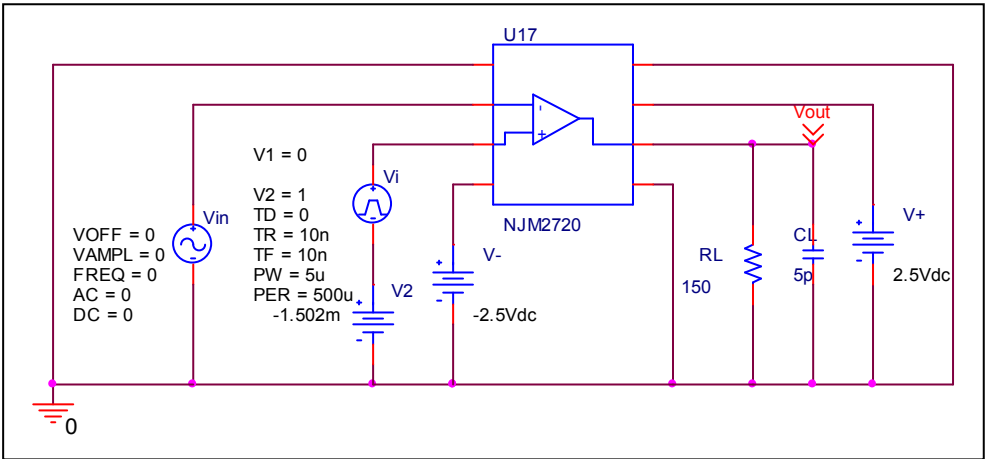 U17
-
+
NJM2720
Vout
V1 = 0
V2 = 1
TD = 0
TR = 10n
TF = 10n
PW = 5u
PER = 500u
Vi
Vin
VOFF = 0
VAMPL = 0
FREQ = 0
AC = 0
DC = 0
V2
-1.502m
V-
-2.5Vdc
RL
150
CL
5p
V+
2.5Vdc
0